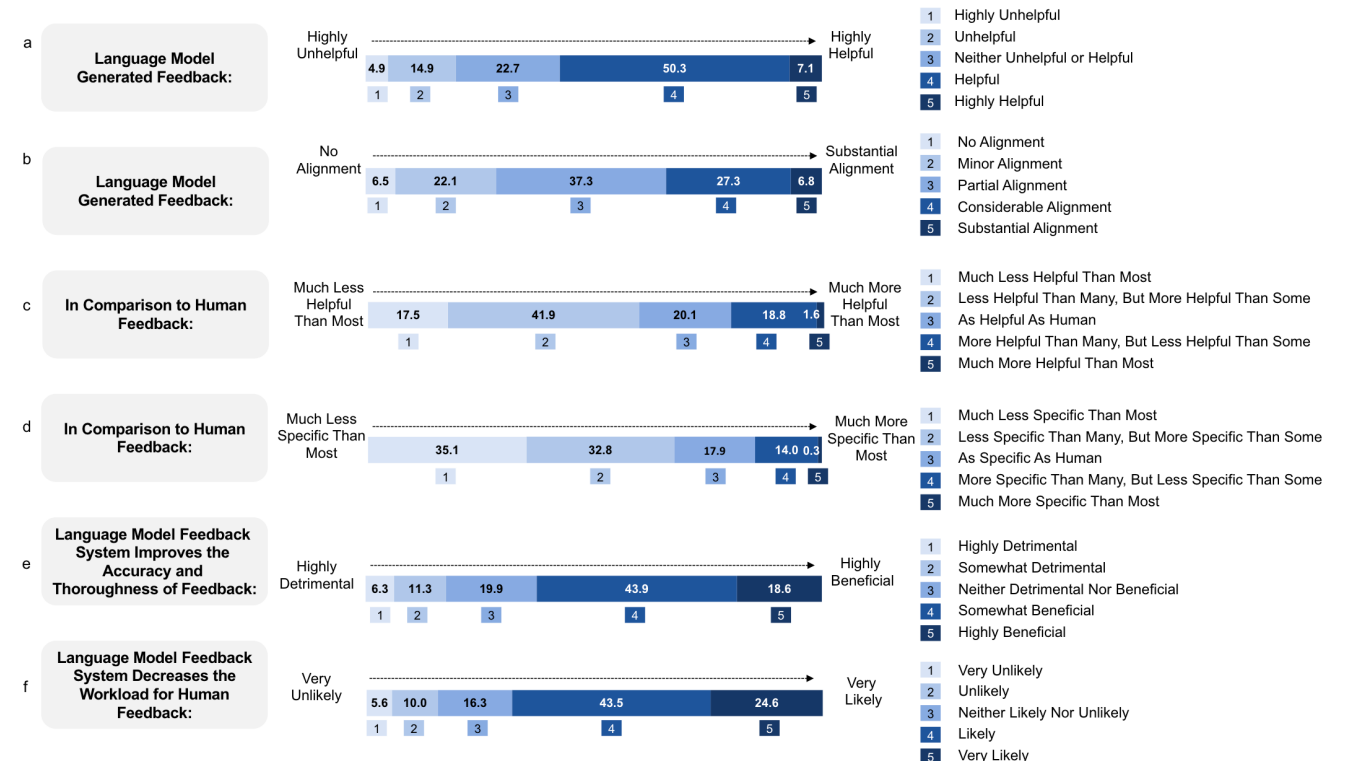 a
Language Model
Generated Feedback:
Highly
Unhelpful
Highly
Helpful
4.9 14.9 22.7 50.3 7.1
1 2 3 4 5
1 Highly Unhelpful
2 Unhelpful
3 Neither Unhelpful or Helpful
4 Helpful
5 Highly Helpful
b
Language Model
Generated Feedback:
No
Alignment
Substantial
Alignment
6.5 22.1 37.3 27.3 6.8
1 2 3 4 5
1 No Alignment
2 Minor Alignment
3 Partial Alignment
4 Considerable Alignment
5 Substantial Alignment
c
In Comparison to Human
Feedback:
Much Less
Helpful
Than Most
Much More
Helpful
Than Most
17.5 41.9 20.1 18.8 1.6
1 2 3 4 5
1 Much Less Helpful Than Most
2 Less Helpful Than Many, But More Helpful Than Some
3 As Helpful As Human
4 More Helpful Than Many, But Less Helpful Than Some
5 Much More Helpful Than Most
d
In Comparison to Human
Feedback:
Much Less
Specific Than
Most
Much More
Specific Than
Most
35.1 32.8 17.9 14.0 0.3
1 2 3 4 5
1 Much Less Specific Than Most
2 Less Specific Than Many, But More Specific Than Some
3 As Specific As Human
4 More Specific Than Many, But Less Specific Than Some
5 Much More Specific Than Most
e
Language Model Feedback
System Improves the
Accuracy and
Thoroughness of Feedback:
Highly
Detrimental
Highly
Beneficial
6.3 11.3 19.9 43.9 18.6
1 2 3 4 5
1 Highly Detrimental
2 Somewhat Detrimental
3 Neither Detrimental Nor Beneficial
4 Somewhat Beneficial
5 Highly Beneficial
f
Language Model Feedback
System Decreases the
Workload for Human
Feedback:
Very
Unlikely
Very
Likely
5.6 10.0 16.3 43.5 24.6
1 2 3 4 5
1 Very Unlikely
2 Unlikely
3 Neither Likely Nor Unlikely
4 Likely
5 Very Likely